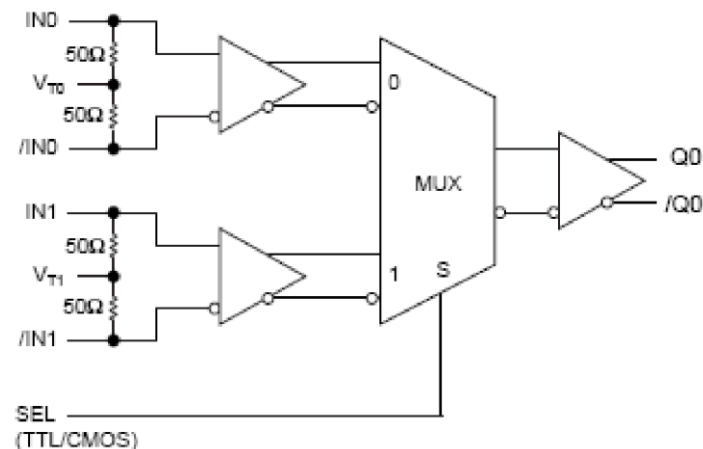 IN0
50Ω
VT0
50Ω
/IN0
0
MUX
Q0
/Q0
IN1
50Ω
VT1
50Ω
/IN1
1
S
SEL
(TTL/CMOS)